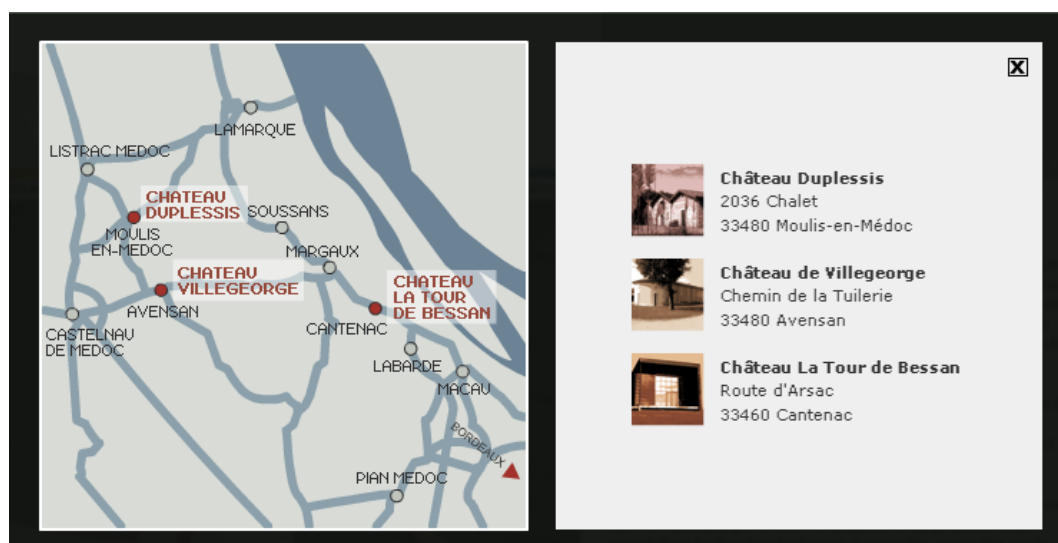 LAMARQUE
LISTRAC MEDOC
CHATEAU
DUPLESSIS
SOUSSANS
MOULIS
EN-MEDOC
MARGAUX
CHATEAU
VILLEGEORGE
CHATEAU
LA TOUR
DE BESSAN
AVENSAN
CANTENAC
CASTELNAU
DE MEDOC
LABARDE
MACAU
BORDEAUX
PIAN MEDOC
Château Duplessis
2036 Chalet
33480 Moulis-en-Médoc
Château de Villegeorge
Chemin de la Tuilerie
33480 Avensan
Château La Tour de Bessan
Route d'Arsac
33460 Cantenac